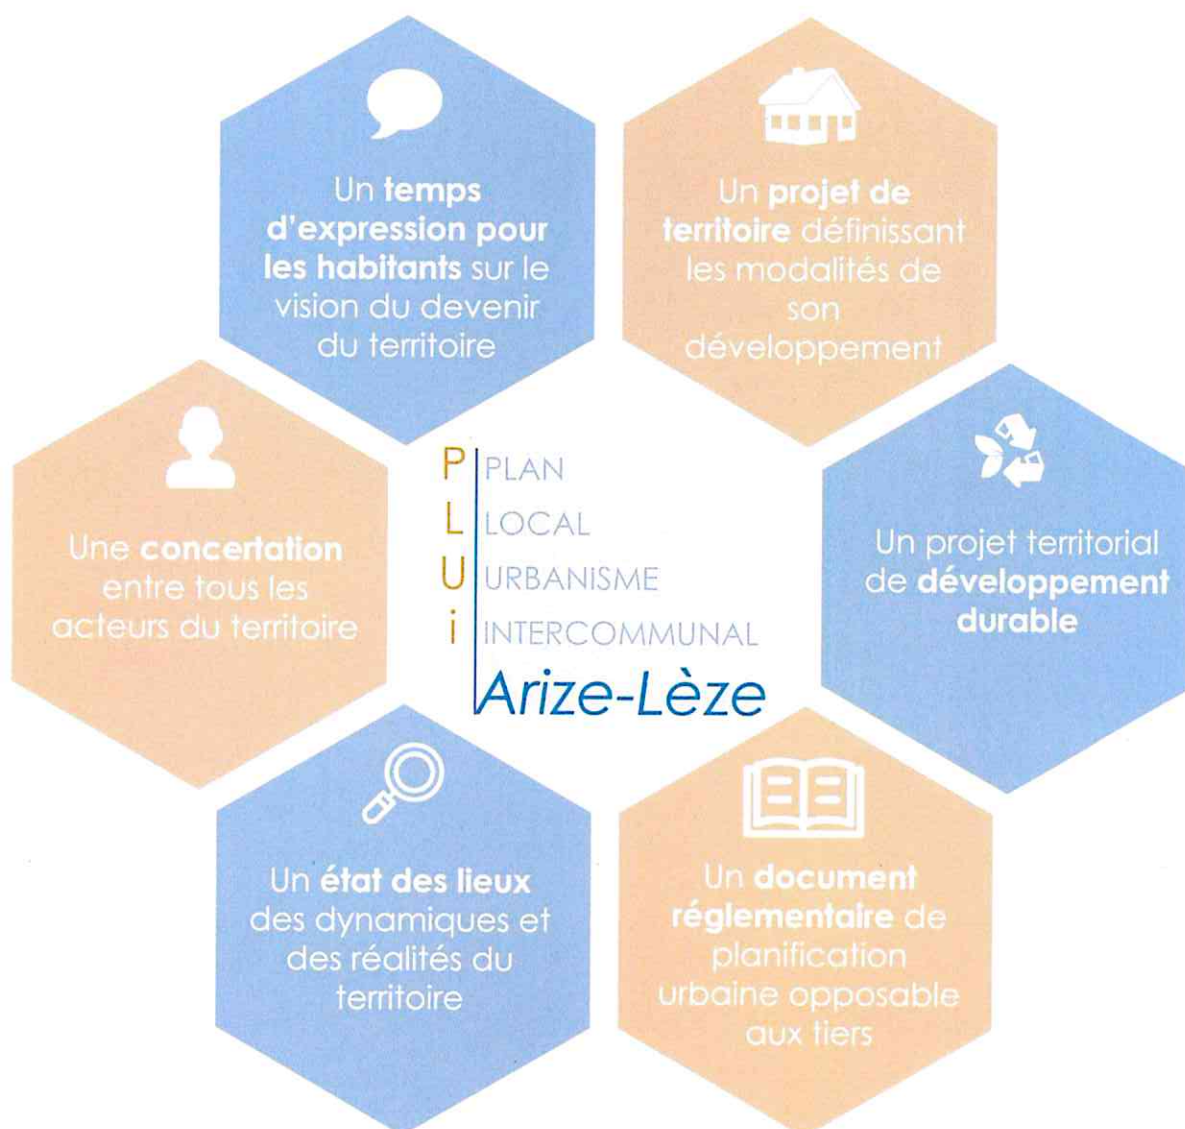 Un temps
d'expression pour
les habitants sur le
vision du devenir
du territoire
Un projet de
territoire définissant
les modalités de
son
développement
Une concertation
entre tous les
acteurs du territoire
P PLAN
L LOCAL
U URBANiSME
i INTERCOMMUNAL
Arize-Lèze
Un projet territorial
de développement
durable
Un état des lieux
des dynamiques et
des réalités du
territoire
Un document
réglementaire de
planification
urbaine opposable
aux tiers